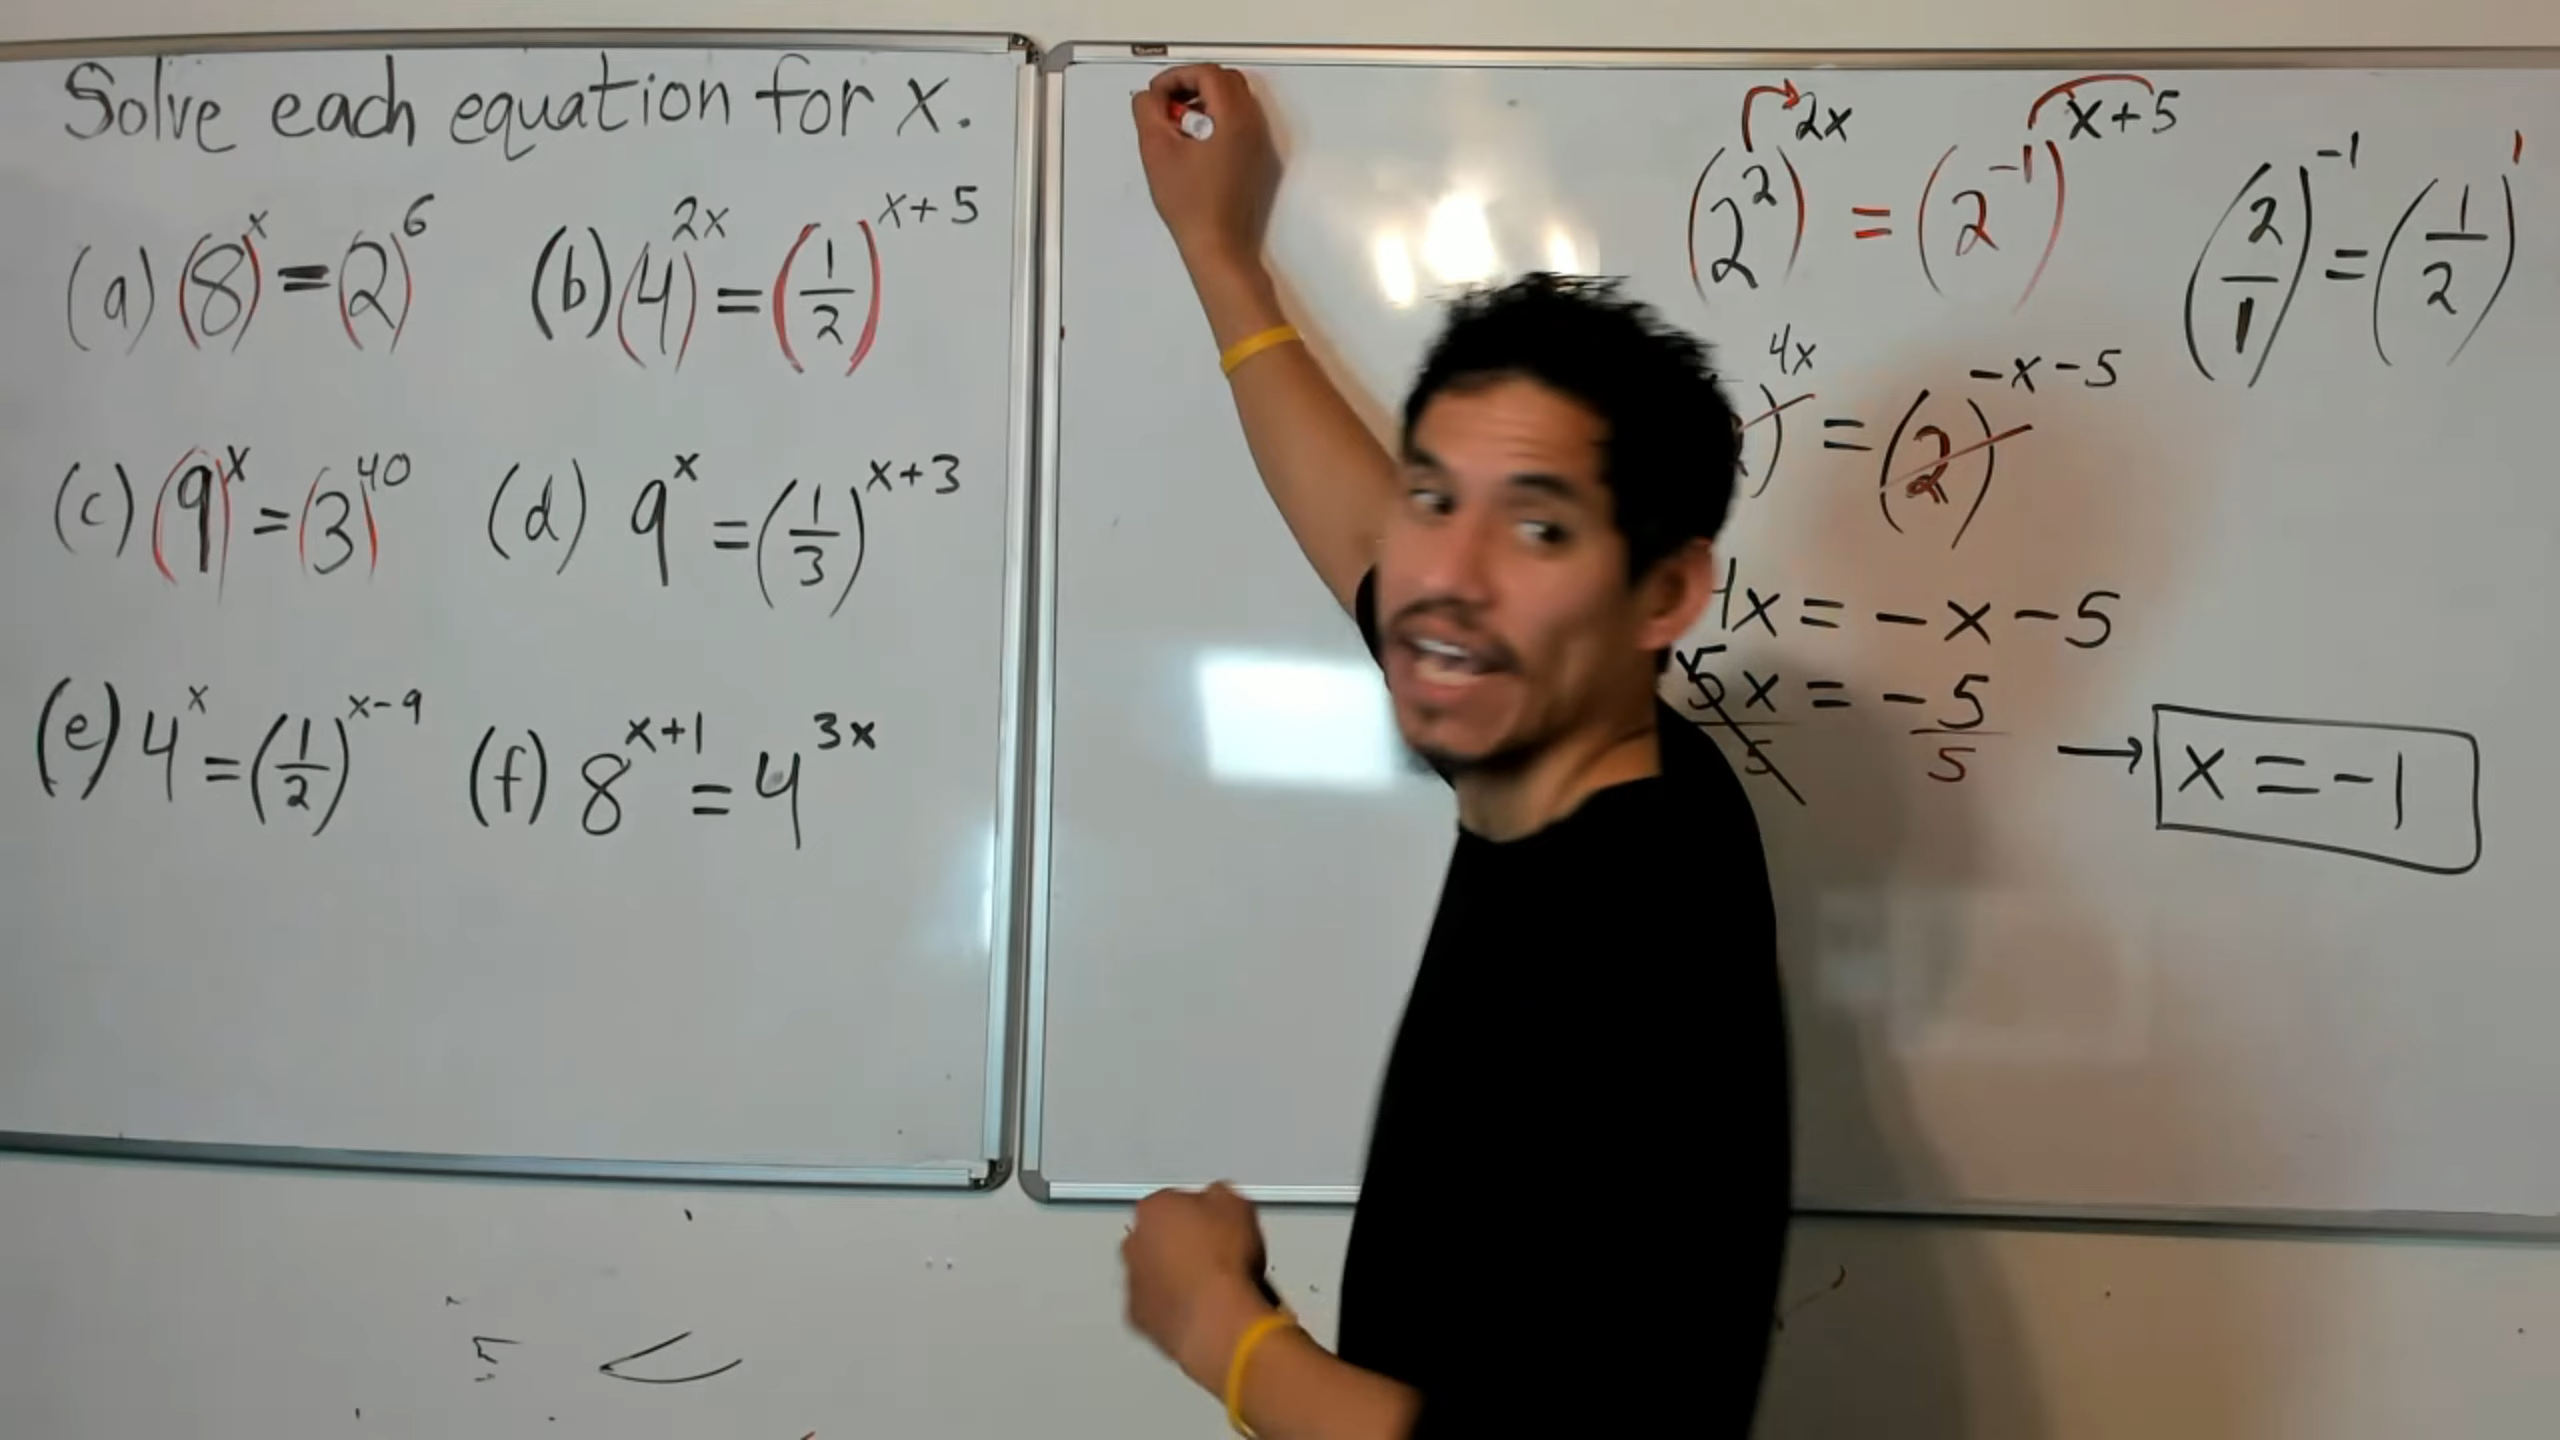 Solve each equation for x.
(a) (8)^x = (2)^6 (b) (4)^2x = (1/2)^x+5
(c) (9)^x = (3)^40 (d) 9^x = (1/3)^x+3
(e) 4^x = (1/2)^x-9 (f) 8^x+1 = 4^3x
(2^2)^2x = (2^-1)^x+5
)^4x = (2)^-x-5
4x = -x-5
5x = -5
5 5
→ x = -1
(2/1)^-1 = (1/2)^1
5